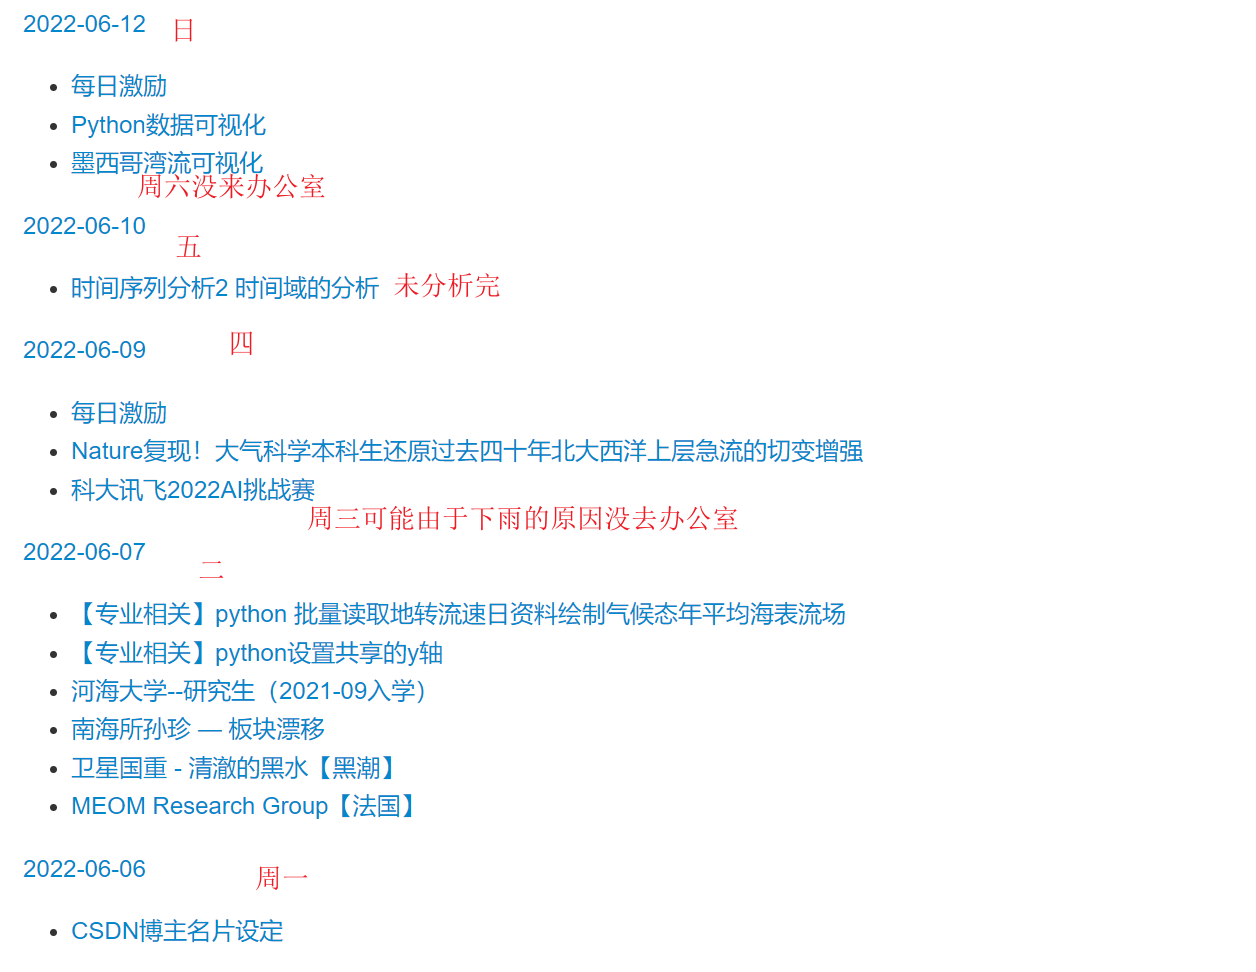 2022-06-12 日
每日激励
Python数据可视化
墨西哥湾流可视化
周六没来办公室
2022-06-10
五
时间序列分析2 时间域的分析 未分析完
2022-06-09 四
每日激励
Nature复现！大气科学本科生还原过去四十年北大西洋上层急流的切变增强
科大讯飞2022AI挑战赛
周三可能由于下雨的原因没去办公室
2022-06-07
二
【专业相关】python 批量读取地转流速日资料绘制气候态年平均海表流场
【专业相关】python设置共享的y轴
河海大学--研究生（2021-09入学）
南海所孙珍 — 板块漂移
卫星国重 - 清澈的黑水【黑潮】
MEOM Research Group【法国】
2022-06-06 周一
CSDN博主名片设定